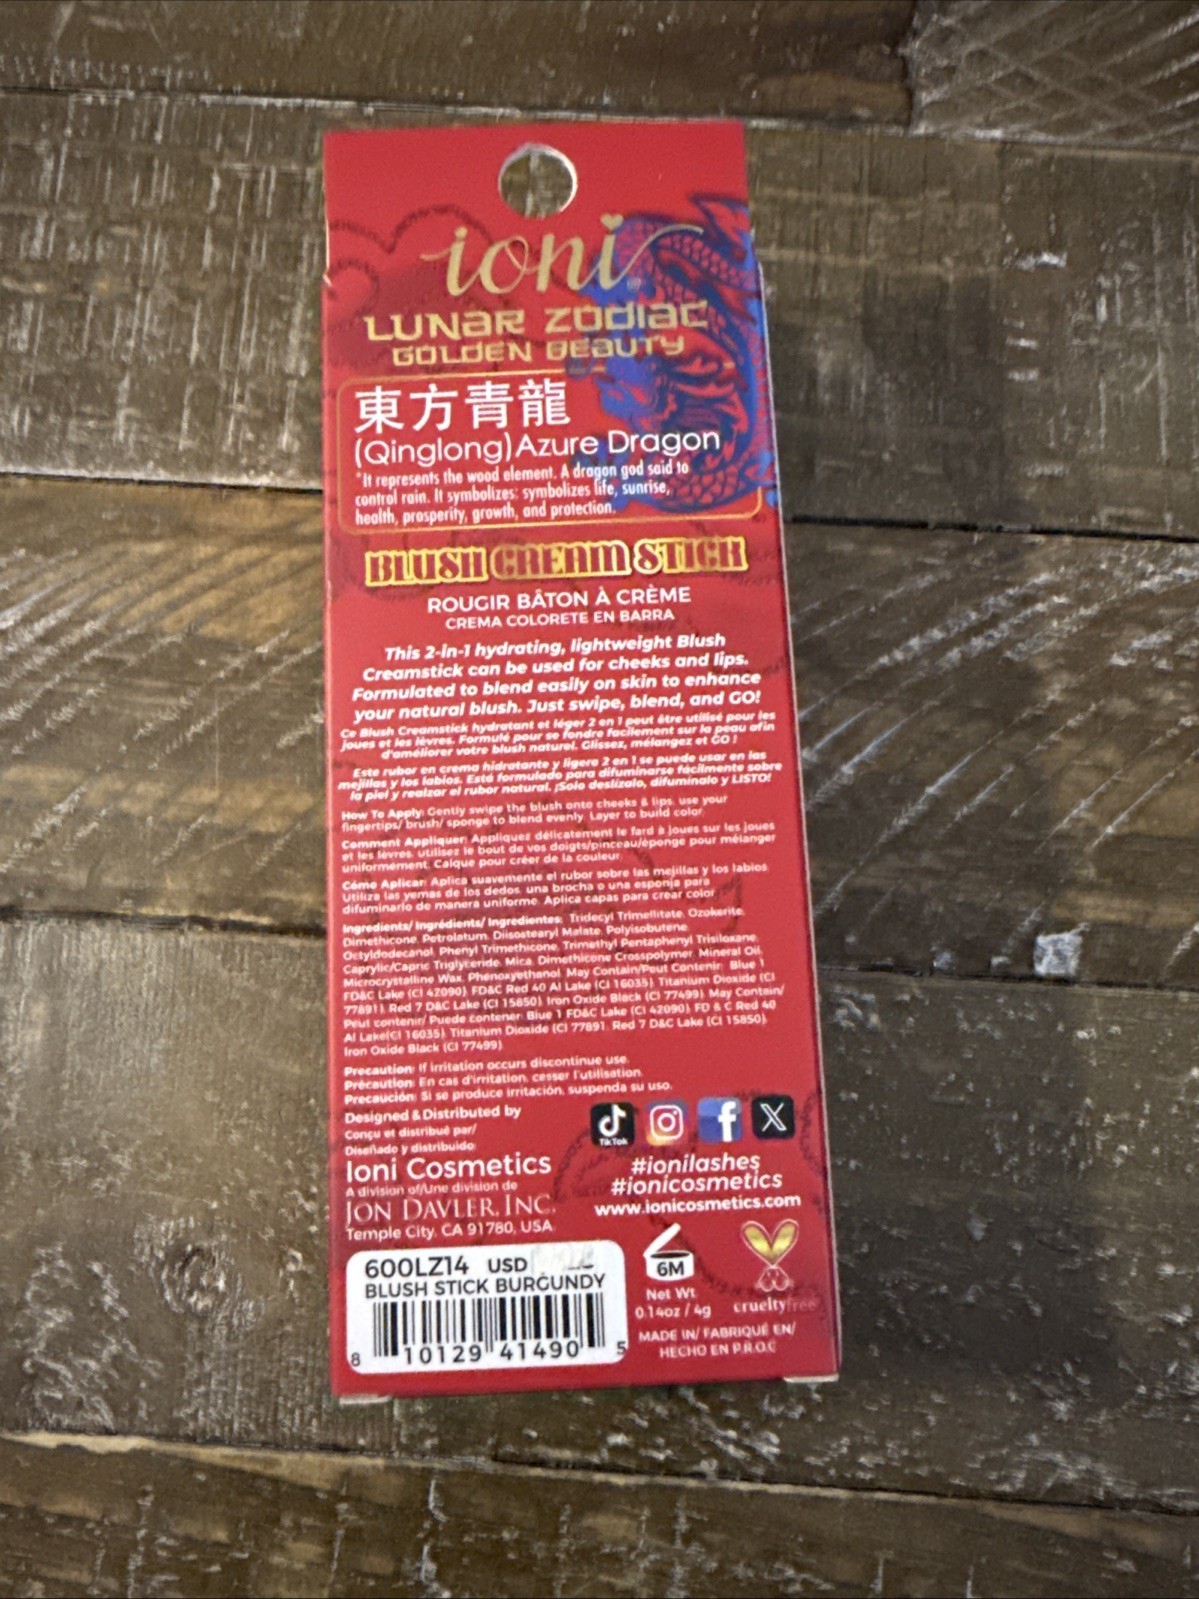 ioni
LUNAR ZODIAC
GOLDEN BEAUTY
東方青龍
(Qinglong)Azure Dragon
*It represents the wood element. A dragon god said to
control rain. It symbolizes: symbolizes life, sunrise,
health, prosperity, growth, and protection.
BLUSH CREAM STICK
ROUGIR BÂTON À CRÈME
CREMA COLORETE EN BARRA
This 2-in-1 hydrating, lightweight Blush
Creamstick can be used for cheeks and lips.
Formulated to blend easily on skin to enhance
your natural blush. Just swipe, blend, and GO!
Ce Blush Creamstick hydratant et léger 2 en 1 peut être utilisé pour les
joues et les lèvres. Formulé pour se fondre facilement sur la peau afin
d'améliorer votre blush naturel. Glissez, mélangez et GO !
Este rubor en crema hidratante y ligera 2 en 1 se puede usar en las
mejillas y los labios. Esté formulado para difuminarse fácilmente sobre
la piel y realzar el rubor natural. ¡Solo deslízalo, difumínalo y LISTO!
How To Apply: Gently swipe the blush onto cheeks & lips, use your
fingertips/ brush/ sponge to blend evenly. Layer to build color.
Comment Appliquer: Appliquez délicatement le fard à joues sur les joues
et les lèvres, utilisez le bout de vos doigts/pinceau/éponge pour mélanger
uniformément. Calque pour créer de la couleur.
Cómo Aplicar: Aplica suavemente el rubor sobre las mejillas y los labios.
Utiliza las yemas de los dedos, una brocha o una esponja para
difuminarlo de manera uniforme. Aplica capas para crear color.
Ingredients/ Ingrédients/ Ingredientes: Tridecyl Trimellitate, Ozokerite,
Dimethicone, Petrolatum, Diisostearyl Malate, Polyisobutene,
Octyldodecanol, Phenyl Trimethicone, Trimethyl Pentaphenyl Trisiloxane,
Caprylic/Capric Triglyceride, Mica, Dimethicone Crosspolymer, Mineral Oil,
Microcrystalline Wax, Phenoxyethanol. May Contain/Peut Contenir: Blue 1
FD&C Lake (CI 42090), FD&C Red 40 Al Lake (CI 16035), Titanium Dioxide (CI
77891), Red 7 D&C Lake (CI 15850), Iron Oxide Black (CI 77499). May Contain/
Peut contenir/ Puede contener: Blue 1 FD&C Lake (CI 42090), FD & C Red 40
Al Lake(CI 16035), Titanium Dioxide (CI 77891, Red 7 D&C Lake (CI 15850),
Iron Oxide Black (CI 77499).
Precaution: If irritation occurs discontinue use.
Précaution: En cas d'irritation, cesser l'utilisation.
Precaución: Si se produce irritación, suspenda su uso.
Designed & Distributed by
Conçu et distribué par/
Diseñado y distribuido:
Ioni Cosmetics
A division of/Une division de
JON DAVLER, INC.
Temple City, CA 91780, USA
TikTok
#ionilashes
#ionicosmetics
www.ionicosmetics.com
600LZ14 USD
BLUSH STICK BURGUNDY
8 10129 41490 5
6M
Net Wt
0.14oz / 4g
crueltyfree
MADE IN/ FABRIQUÉ EN/
HECHO EN P.R.O.C